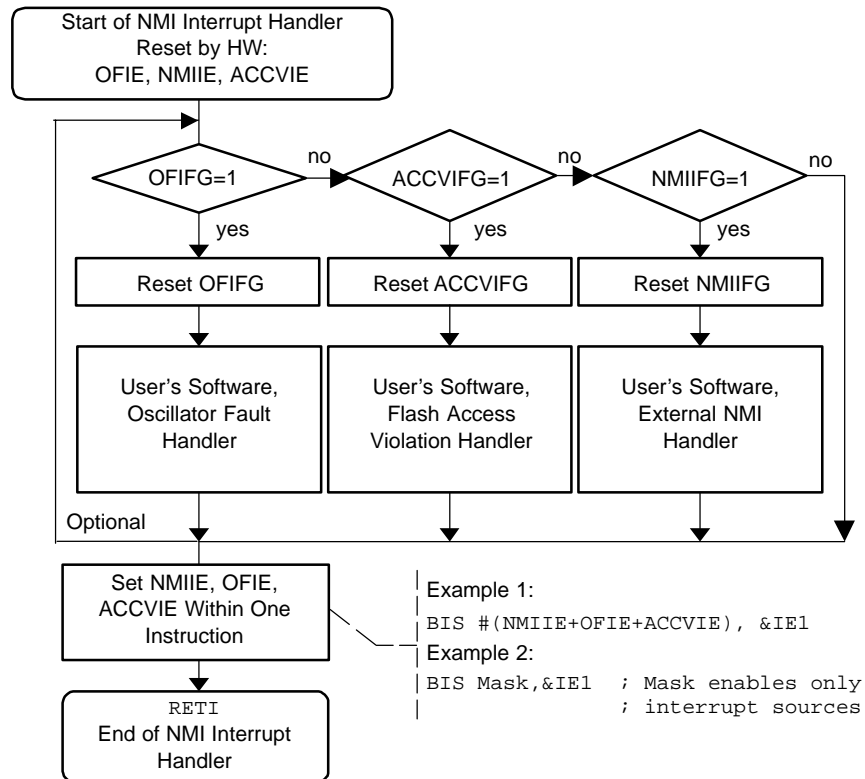 Start of NMI Interrupt Handler
Reset by HW:
OFIE, NMIIE, ACCVIE
OFIFG=1
no
ACCVIFG=1
no
NMIIFG=1
no
yes
yes
yes
Reset OFIFG
Reset ACCVIFG
Reset NMIIFG
User's Software,
Oscillator Fault
Handler
User's Software,
Flash Access
Violation Handler
User's Software,
External NMI
Handler
Optional
Set NMIIE, OFIE,
ACCVIE Within One
Instruction
Example 1:
BIS #(NMIIE+OFIE+ACCVIE), &IE1
Example 2:
BIS Mask,&IE1 ; Mask enables only
; interrupt sources
RETI
End of NMI Interrupt
Handler